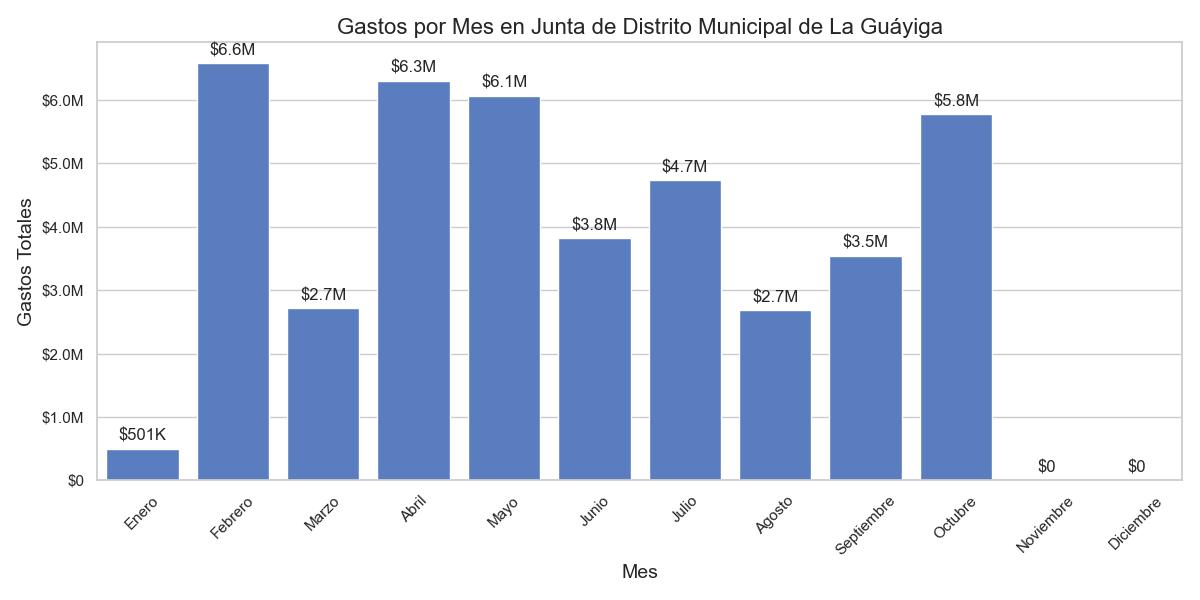 Gastos por Mes en Junta de Distrito Municipal de La Guáyiga
Gastos Totales
$6.0M
$5.0M
$4.0M
$3.0M
$2.0M
$1.0M
$0
$501K
$6.6M
$2.7M
$6.3M
$6.1M
$3.8M
$4.7M
$2.7M
$3.5M
$5.8M
$0
$0
Enero
Febrero
Marzo
Abril
Mayo
Junio
Julio
Agosto
Septiembre
Octubre
Noviembre
Diciembre
Mes